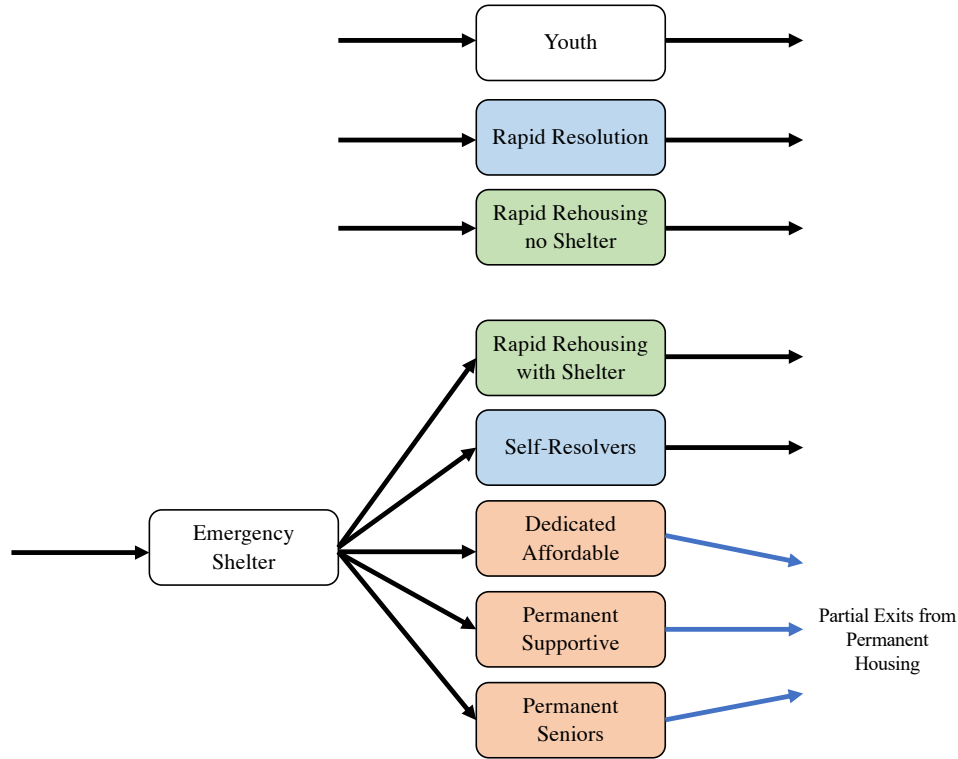 Youth
Rapid Resolution
Rapid Rehousing
no Shelter
Rapid Rehousing
with Shelter
Self-Resolvers
Emergency
Shelter
Dedicated
Affordable
Permanent
Supportive
Permanent
Seniors
Partial Exits from
Permanent
Housing